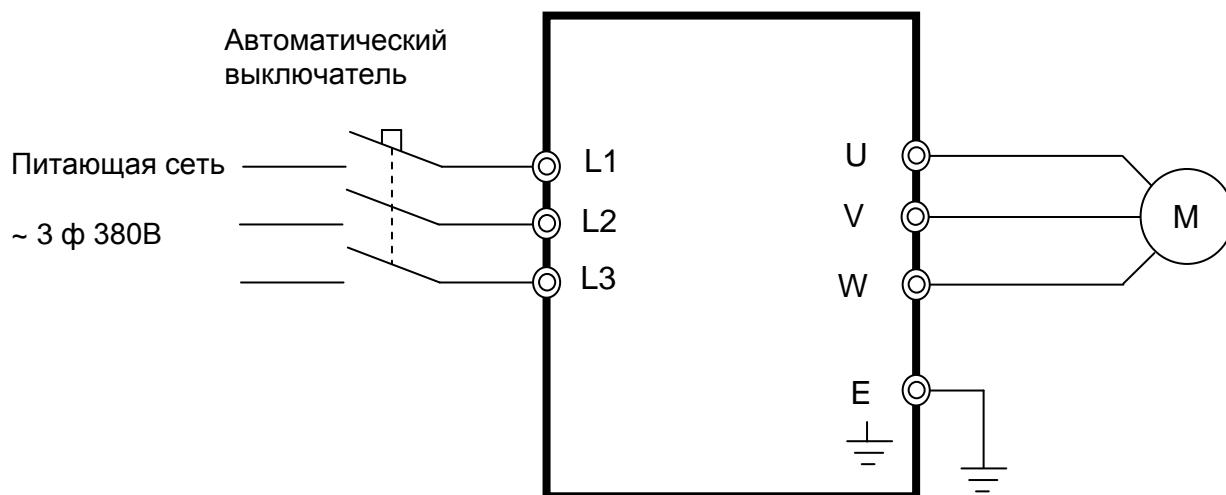 Автоматический
выключатель
Питающая сеть
~ 3 ф 380В
L1
L2
L3
U
V
W
E
M